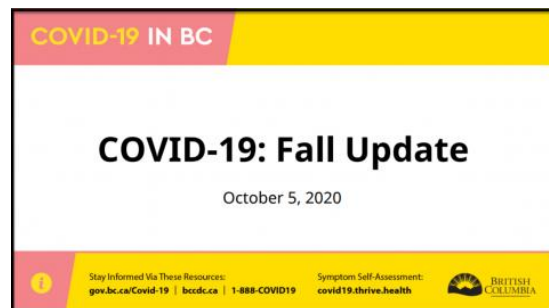 COVID-19 IN BC
COVID-19: Fall Update
October 5, 2020
i
Stay Informed Via These Resources:
gov.bc.ca/Covid-19 | bccdc.ca | 1-888-COVID19
Symptom Self-Assessment:
covid19.thrive.health
BRITISH
COLUMBIA